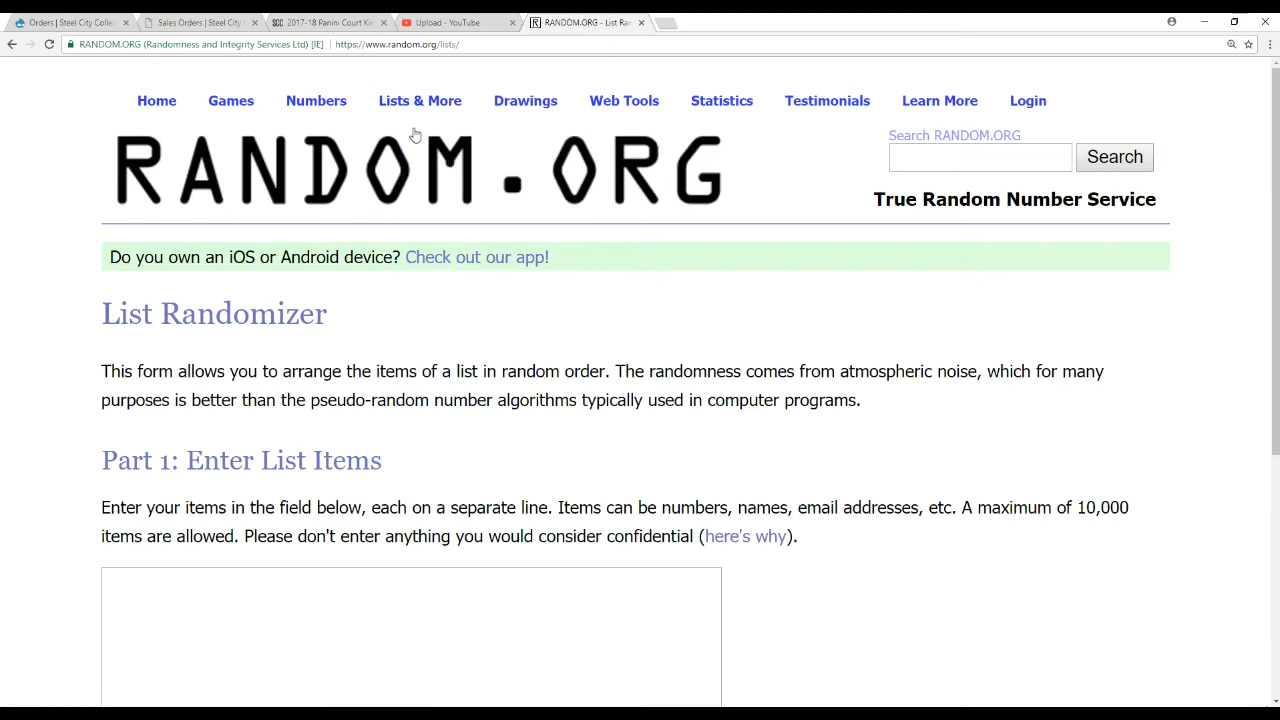 Orders | Steel City Collec
Sales Orders | Steel City
2017-18 Panini Court Kin
Upload - YouTube
RANDOM.ORG - List Ra
RANDOM.ORG (Randomness and Integrity Services Ltd) [IE]
https://www.random.org/lists/
Home Games Numbers Lists & More Drawings Web Tools Statistics Testimonials Learn More Login
RANDOM.ORG
Search RANDOM.ORG
Search
True Random Number Service
Do you own an iOS or Android device? Check out our app!
List Randomizer
This form allows you to arrange the items of a list in random order. The randomness comes from atmospheric noise, which for many
purposes is better than the pseudo-random number algorithms typically used in computer programs.
Part 1: Enter List Items
Enter your items in the field below, each on a separate line. Items can be numbers, names, email addresses, etc. A maximum of 10,000
items are allowed. Please don't enter anything you would consider confidential (here's why).